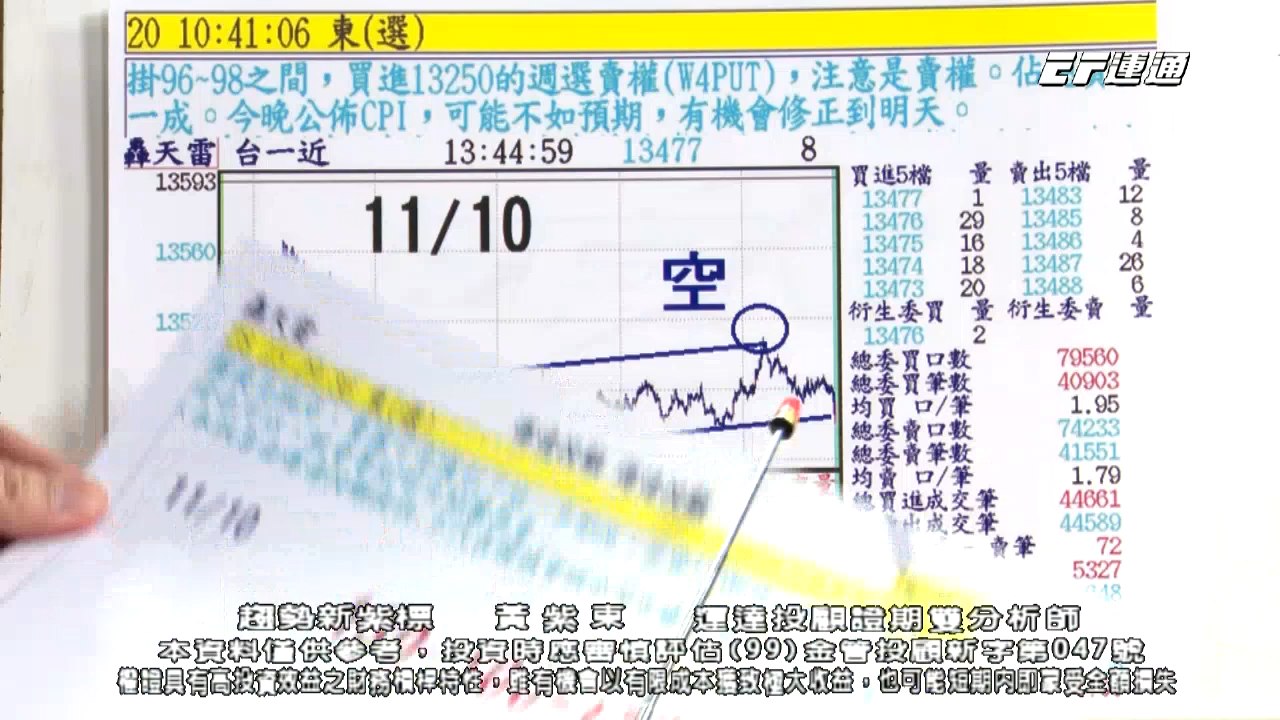 20 10:41:06 東(選)
掛96~98之間，買進13250的週選賣權(W4PUT)，注意是賣權。佔
一成。今晚公佈CPI，可能不如預期，有機會修正到明天。
運通
轟天雷 台一近 13:44:59 13477 8
13593
13560
11/10
空
買進5檔 量 賣出5檔 量
13477 1 13483 12
13476 29 13485 8
13475 16 13486 4
13474 18 13487 26
13473 20 13488 6
衍生委買 量 衍生委賣 量
13476 2
總委買口數 79560
總委買筆數 40903
均買 口/筆 1.95
總委賣口數 74233
總委賣筆數 41551
均賣 口/筆 1.79
總買進成交筆 44661
出成交筆 44589
賣筆 72
5327
11/10
趨勢新紫標 黃紫東 運達投顧證期雙分析師
本資料僅供參考，投資時應審慎評估(99)金管投顧新字第047號
權證具有高投資效益之財務槓桿特性，雖有機會以有限成本獲致極大收益，也可能短期內即蒙受全額損失